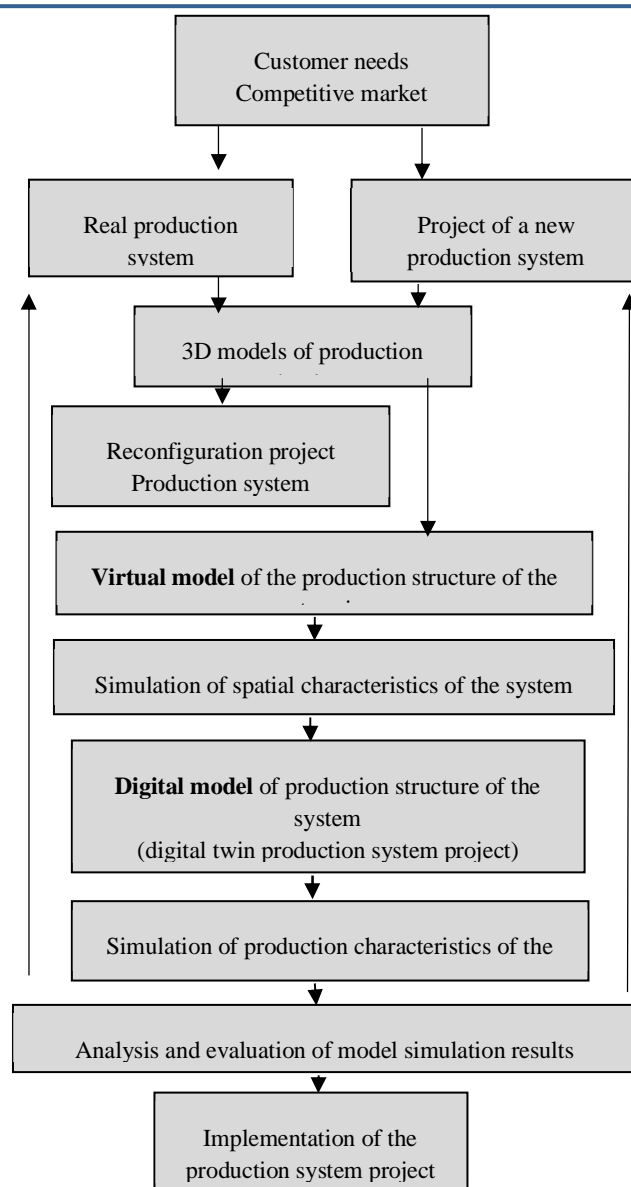 Customer needs
Competitive market
Real production
system
Project of a new
production system
3D models of production
Reconfiguration project
Production system
Virtual model of the production structure of the
Simulation of spatial characteristics of the system
Digital model of production structure of the
system
(digital twin production system project)
Simulation of production characteristics of the
Analysis and evaluation of model simulation results
Implementation of the
production system project